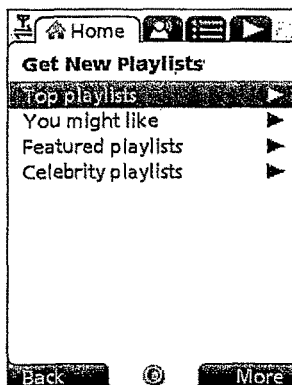 Home
Get New Playlists
Top playlists
You might like
Featured playlists
Celebrity playlists
Back
More